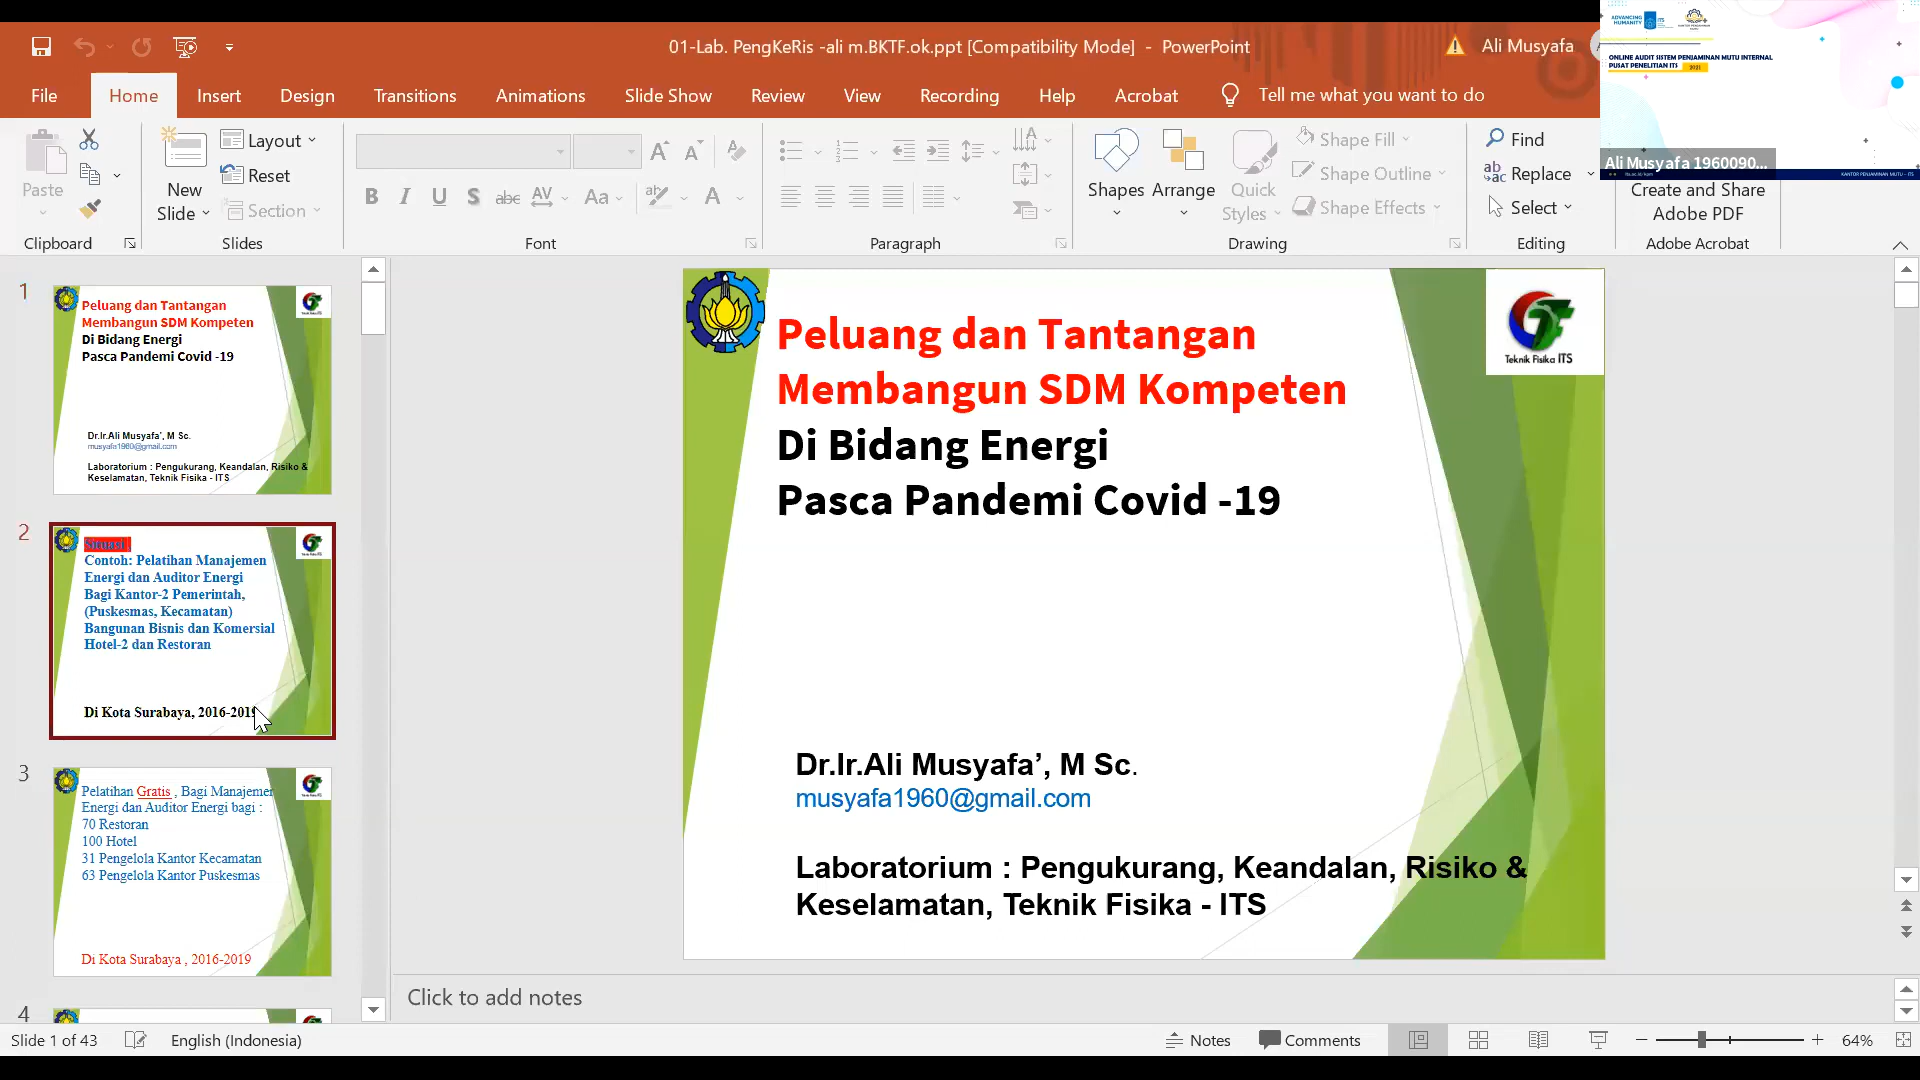 01-Lab. PengKeRis -ali m.BKTF.ok.ppt [Compatibility Mode] - PowerPoint
Ali Musyafa
File
Home
Insert
Design
Transitions
Animations
Slide Show
Review
View
Recording
Help
Acrobat
Tell me what you want to do
ADVANCING
HUMANITY
ITS
ONLINE AUDIT SISTEM PENJAMINAN MUTU INTERNAL
PUSAT PENELITIAN ITS 2021
Ali Musyafa 1960090...
KANTOR PENJAMINAN MUTU - ITS
Paste
New
Slide
Layout
Reset
Section
Clipboard
Slides
Font
Paragraph
Shapes
Arrange
Quick
Styles
Shape Fill
Shape Outline
Shape Effects
Drawing
Find
Replace
Select
Editing
Create and Share
Adobe PDF
Adobe Acrobat
1
Peluang dan Tantangan
Membangun SDM Kompeten
Di Bidang Energi
Pasca Pandemi Covid -19
Dr.Ir.Ali Musyafa’, M Sc.
musyafa1960@gmail.com
Laboratorium : Pengukurang, Keandalan, Risiko &
Keselamatan, Teknik Fisika - ITS
2
Situasi
Contoh: Pelatihan Manajemen
Energi dan Auditor Energi
Bagi Kantor-2 Pemerintah,
(Puskesmas, Kecamatan)
Bangunan Bisnis dan Komersial
Hotel-2 dan Restoran
Di Kota Surabaya, 2016-2019
3
Pelatihan Gratis , Bagi Manajemen
Energi dan Auditor Energi bagi :
70 Restoran
100 Hotel
31 Pengelola Kantor Kecamatan
63 Pengelola Kantor Puskesmas
Di Kota Surabaya , 2016-2019
4
Peluang dan Tantangan
Membangun SDM Kompeten
Di Bidang Energi
Pasca Pandemi Covid -19
Teknik Fisika ITS
Dr.Ir.Ali Musyafa’, M Sc.
musyafa1960@gmail.com
Laboratorium : Pengukurang, Keandalan, Risiko &
Keselamatan, Teknik Fisika - ITS
Click to add notes
Slide 1 of 43
English (Indonesia)
Notes
Comments
64%